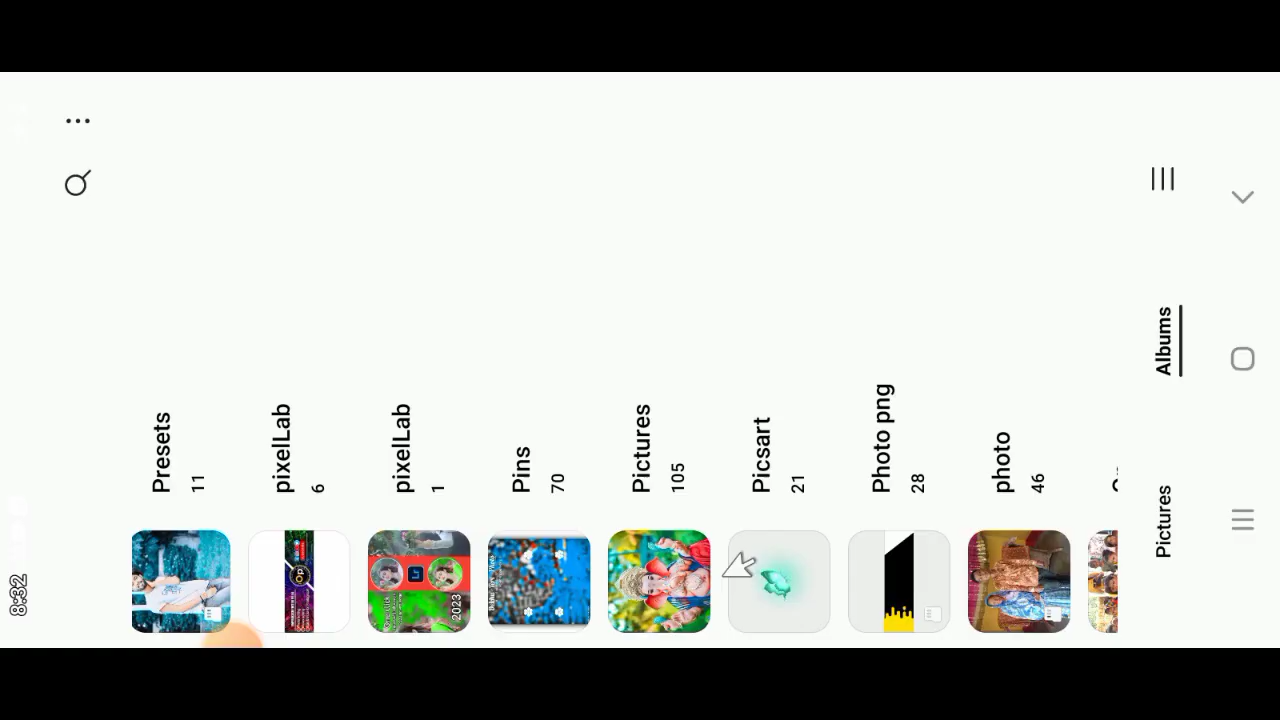 8:32
Presets
11
pixelLab
6
pixelLab
1
2023
Pins
70
Pictures
105
Picsart
21
Photo png
28
photo
46
Pictures
Albums